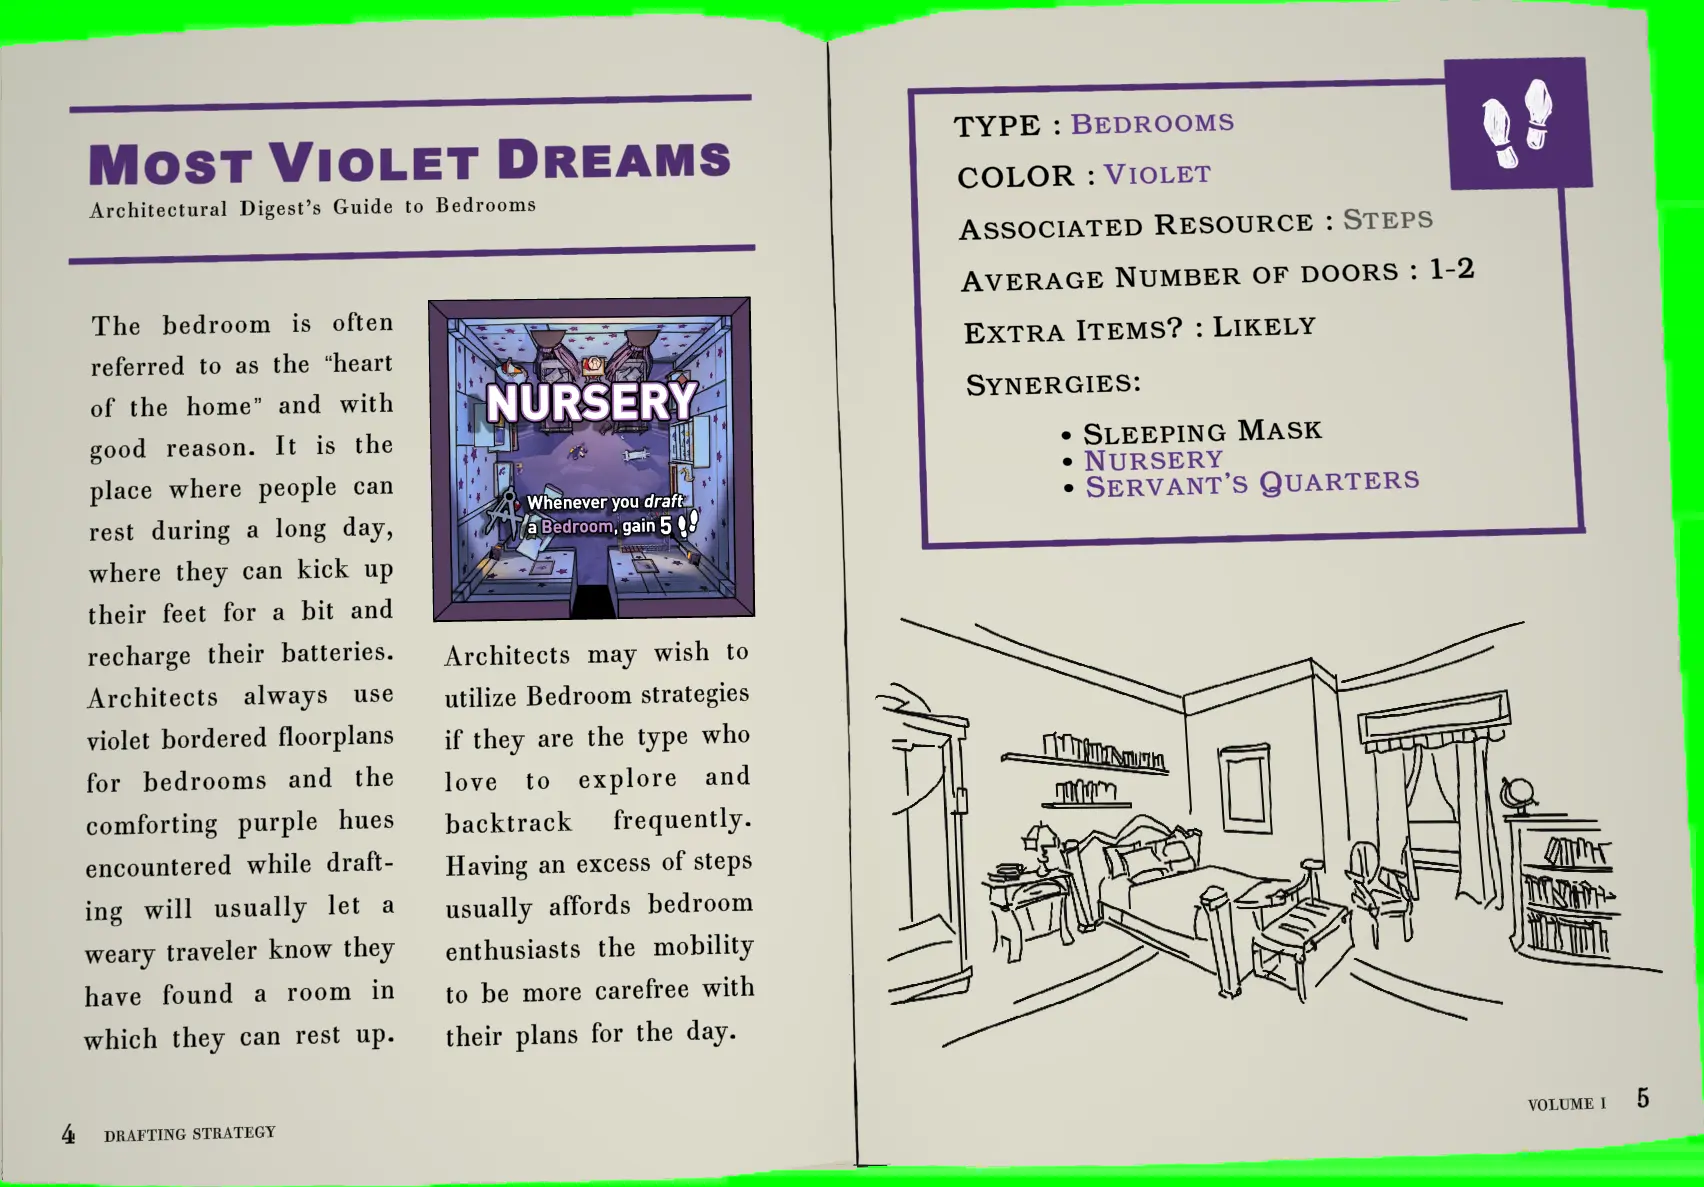 MOST VIOLET DREAMS
Architectural Digest's Guide to Bedrooms
The bedroom is often
referred to as the “heart
of the home” and with
good reason. It is the
place where people can
rest during a long day,
where they can kick up
their feet for a bit and
recharge their batteries.
Architects always use
violet bordered floorplans
for bedrooms and the
comforting purple hues
encountered while draft-
ing will usually let a
weary traveler know they
have found a room in
which they can rest up.
NURSERY
Whenever you draft
a Bedroom, gain 5
Architects may wish to
utilize Bedroom strategies
if they are the type who
love to explore and
backtrack frequently.
Having an excess of steps
usually affords bedroom
enthusiasts the mobility
to be more carefree with
their plans for the day.
4 DRAFTING STRATEGY
TYPE : BEDROOMS
COLOR : VIOLET
ASSOCIATED RESOURCE : STEPS
AVERAGE NUMBER OF DOORS : 1-2
EXTRA ITEMS? : LIKELY
SYNERGIES:
• SLEEPING MASK
• NURSERY
• SERVANT'S QUARTERS
VOLUME I 5